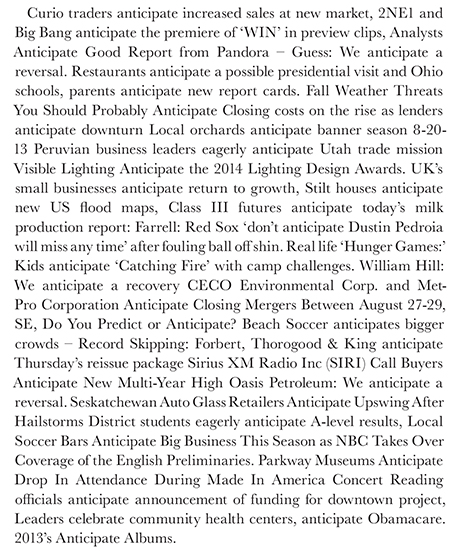 Curio traders anticipate increased sales at new market, 2NE1 and
Big Bang anticipate the premiere of ‘WIN’ in preview clips, Analysts
Anticipate Good Report from Pandora – Guess: We anticipate a
reversal. Restaurants anticipate a possible presidential visit and Ohio
schools, parents anticipate new report cards. Fall Weather Threats
You Should Probably Anticipate Closing costs on the rise as lenders
anticipate downturn Local orchards anticipate banner season 8-20-
13 Peruvian business leaders eagerly anticipate Utah trade mission
Visible Lighting Anticipate the 2014 Lighting Design Awards. UK’s
small businesses anticipate return to growth, Stilt houses anticipate
new US flood maps, Class III futures anticipate today’s milk
production report: Farrell: Red Sox ‘don’t anticipate Dustin Pedroia
will miss any time’ after fouling ball off shin. Real life ‘Hunger Games:’
Kids anticipate ‘Catching Fire’ with camp challenges. William Hill:
We anticipate a recovery CECO Environmental Corp. and Met-
Pro Corporation Anticipate Closing Mergers Between August 27-29,
SE, Do You Predict or Anticipate? Beach Soccer anticipates bigger
crowds – Record Skipping: Forbert, Thorogood & King anticipate
Thursday’s reissue package Sirius XM Radio Inc (SIRI) Call Buyers
Anticipate New Multi-Year High Oasis Petroleum: We anticipate a
reversal. Seskatchewan Auto Glass Retailers Anticipate Upswing After
Hailstorms District students eagerly anticipate A-level results, Local
Soccer Bars Anticipate Big Business This Season as NBC Takes Over
Coverage of the English Preliminaries. Parkway Museums Anticipate
Drop In Attendance During Made In America Concert Reading
officials anticipate announcement of funding for downtown project,
Leaders celebrate community health centers, anticipate Obamacare.
2013’s Anticipate Albums.